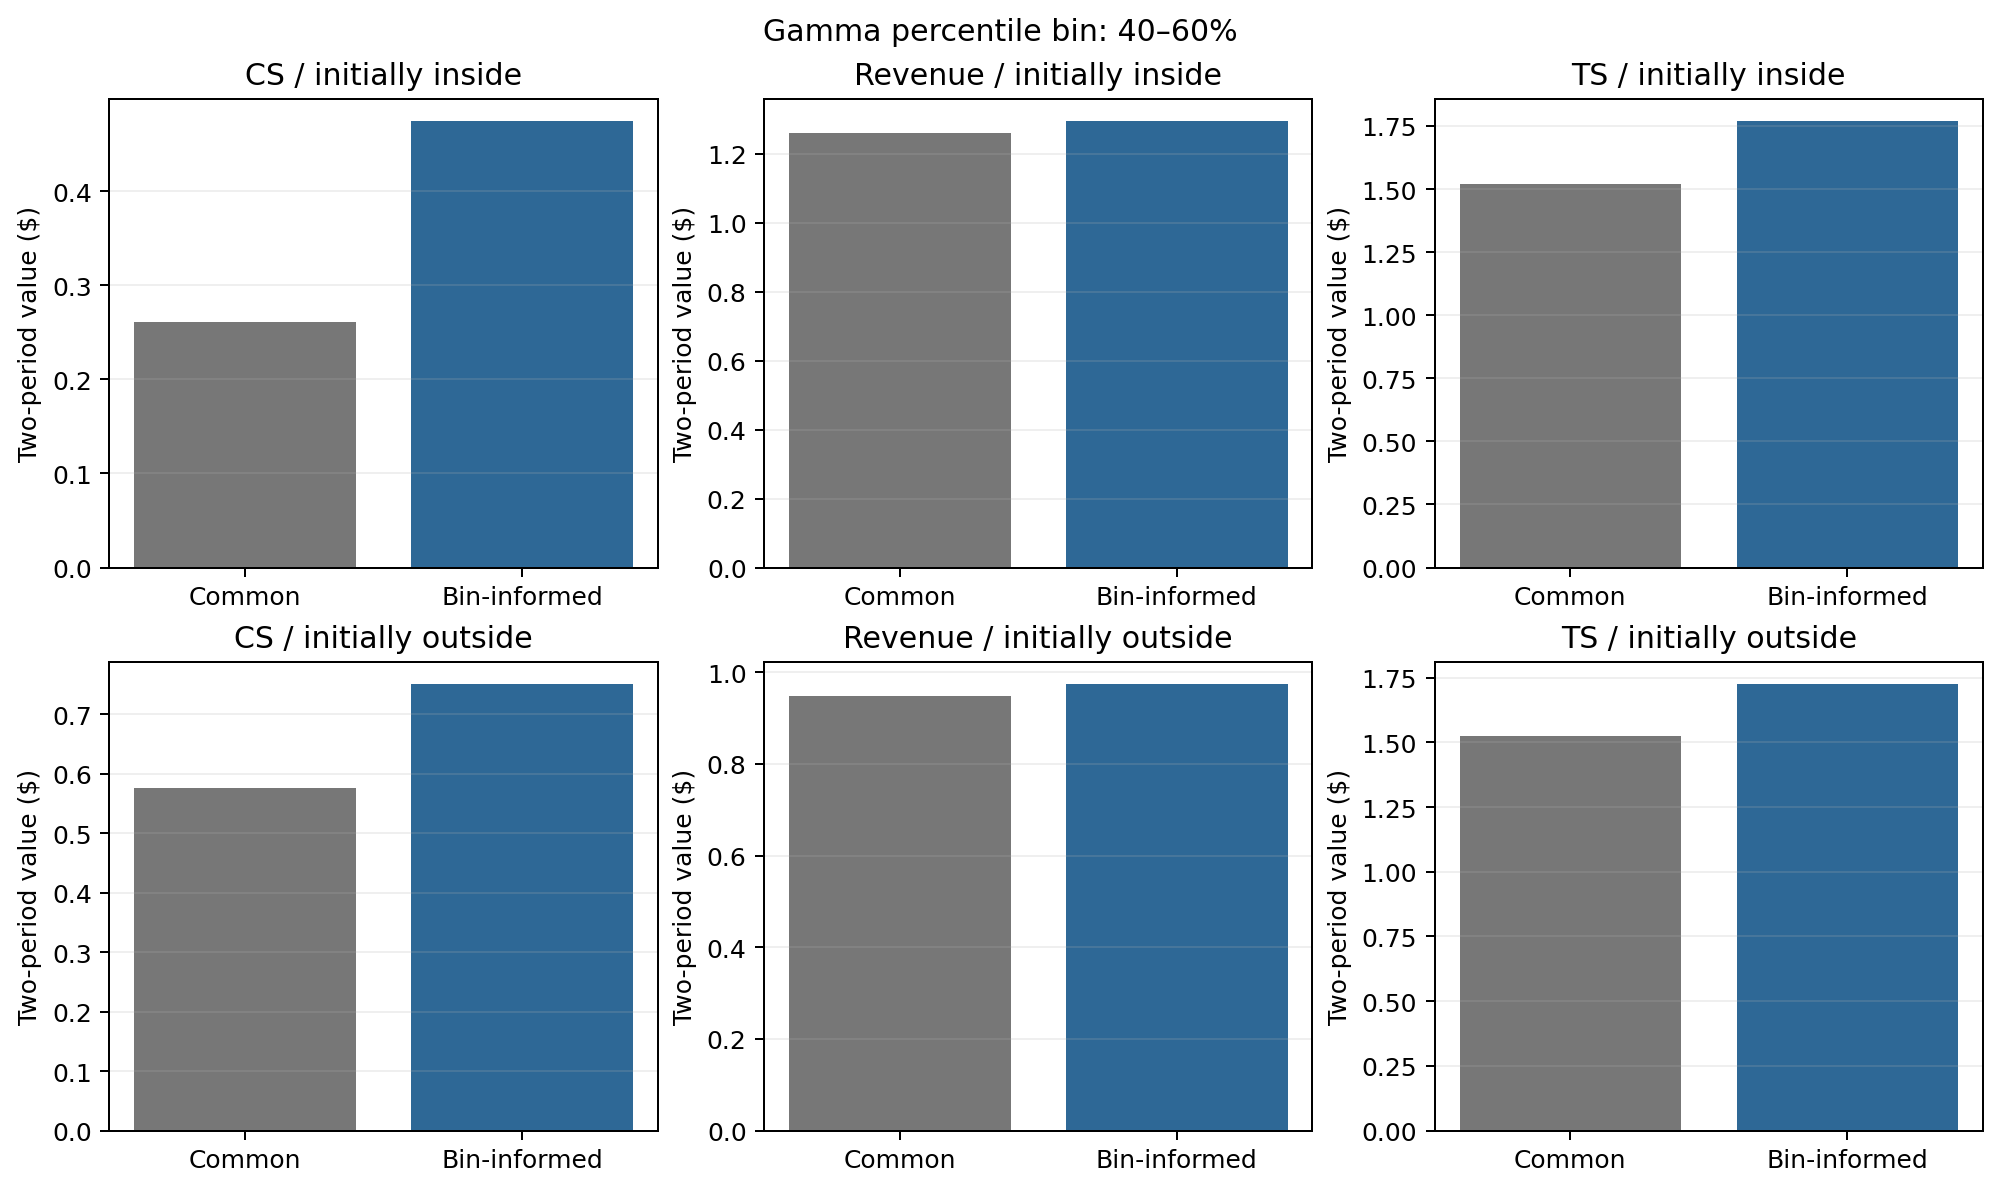 Gamma percentile bin: 40–60%
CS / initially inside
Two-period value ($)
0.4
0.3
0.2
0.1
0.0
Common
Bin-informed
Revenue / initially inside
Two-period value ($)
1.2
1.0
0.8
0.6
0.4
0.2
0.0
Common
Bin-informed
TS / initially inside
Two-period value ($)
1.75
1.50
1.25
1.00
0.75
0.50
0.25
0.00
Common
Bin-informed
CS / initially outside
Two-period value ($)
0.7
0.6
0.5
0.4
0.3
0.2
0.1
0.0
Common
Bin-informed
Revenue / initially outside
Two-period value ($)
1.0
0.8
0.6
0.4
0.2
0.0
Common
Bin-informed
TS / initially outside
Two-period value ($)
1.75
1.50
1.25
1.00
0.75
0.50
0.25
0.00
Common
Bin-informed